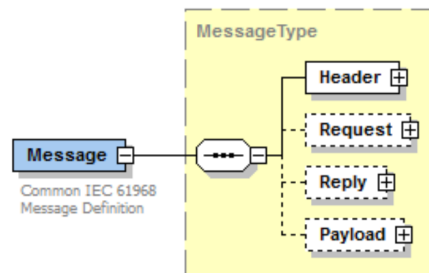 MessageType
Header
Request
Message
Common IEC 61968
Message Definition
Reply
Payload